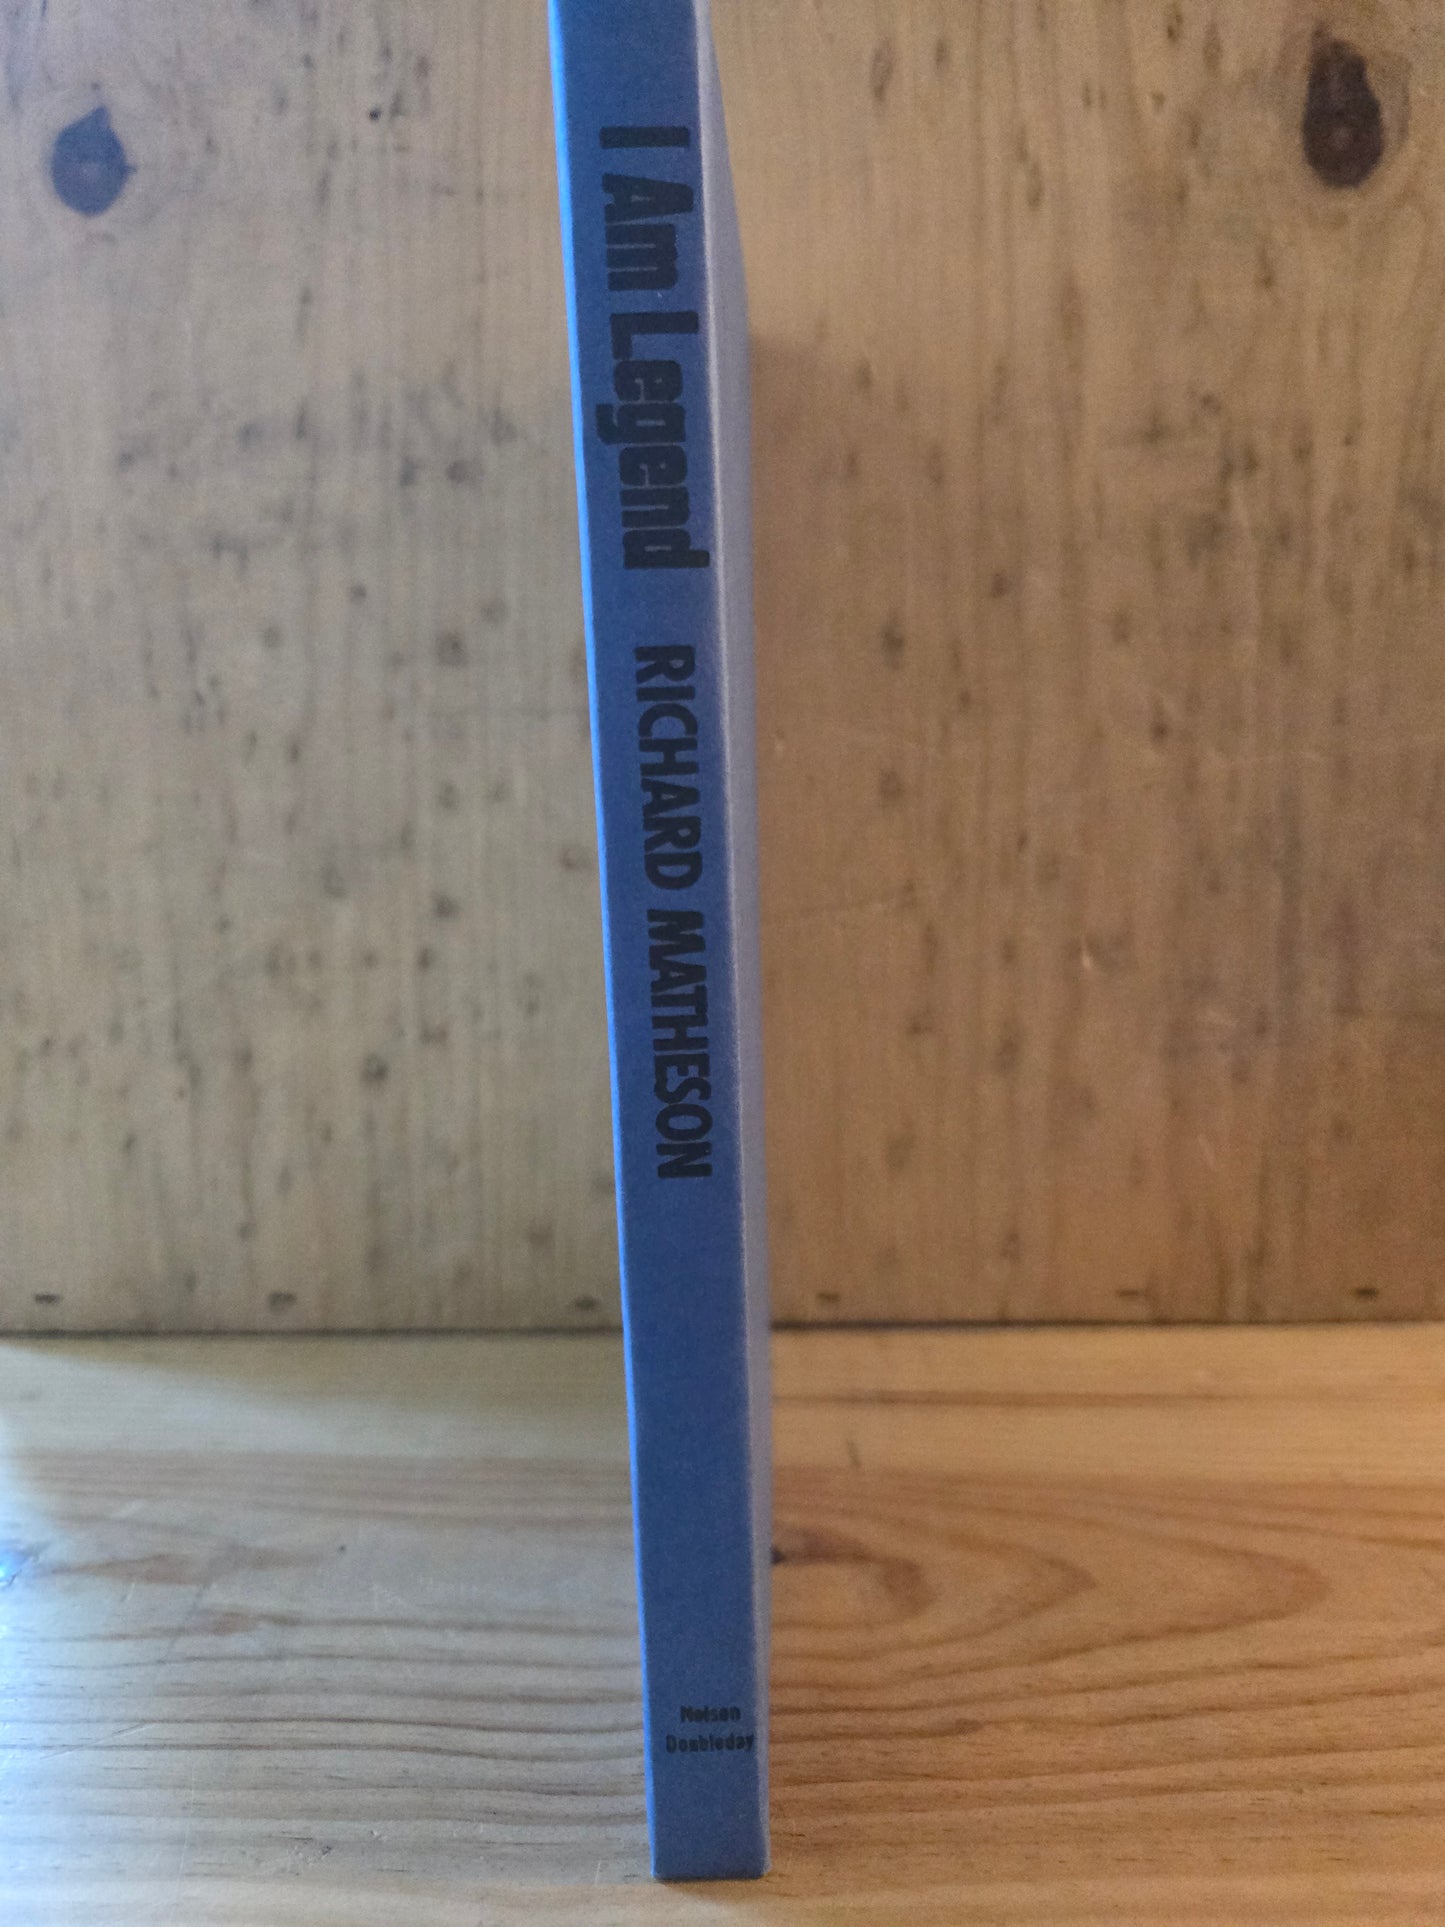 I Am Legend RICHARD MATHESON
Nelson
Doubleday